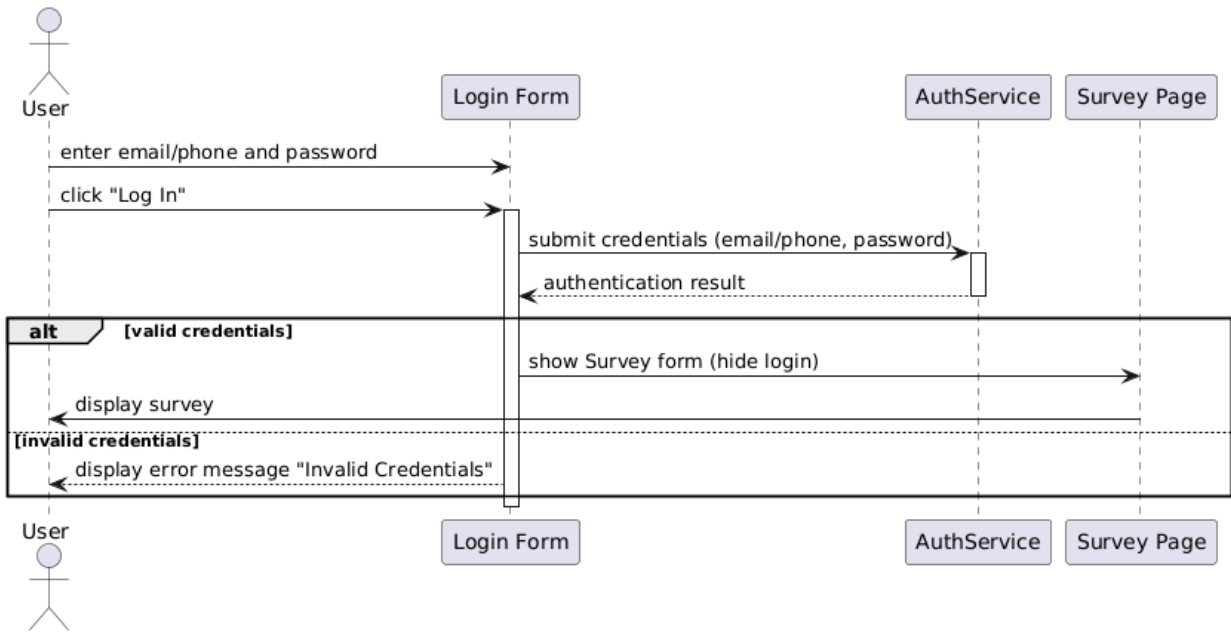 User
Login Form
AuthService
Survey Page
enter email/phone and password
click "Log In"
submit credentials (email/phone, password)
authentication result
alt
[valid credentials]
show Survey form (hide login)
display survey
[invalid credentials]
display error message "Invalid Credentials"
User
Login Form
AuthService
Survey Page